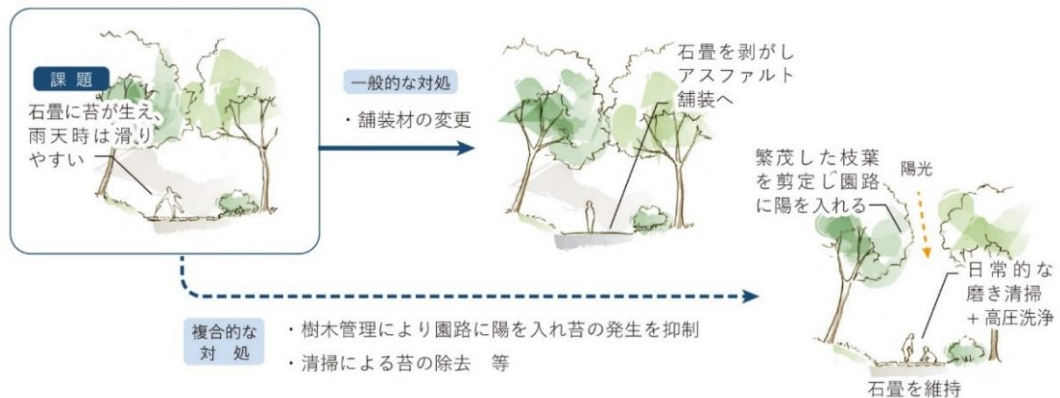 課題
石畳に苔が生え、
雨天時は滑り
やすい
一般的な対処
・舗装材の変更
石畳を剥がし
アスファルト
舗装へ
複合的な
対処
・樹木管理により園路に陽を入れ苔の発生を抑制
・清掃による苔の除去　等
繁茂した枝葉
を剪定し園路
に陽を入れる
陽光
日常的な
磨き清掃
+高圧洗浄
石畳を維持